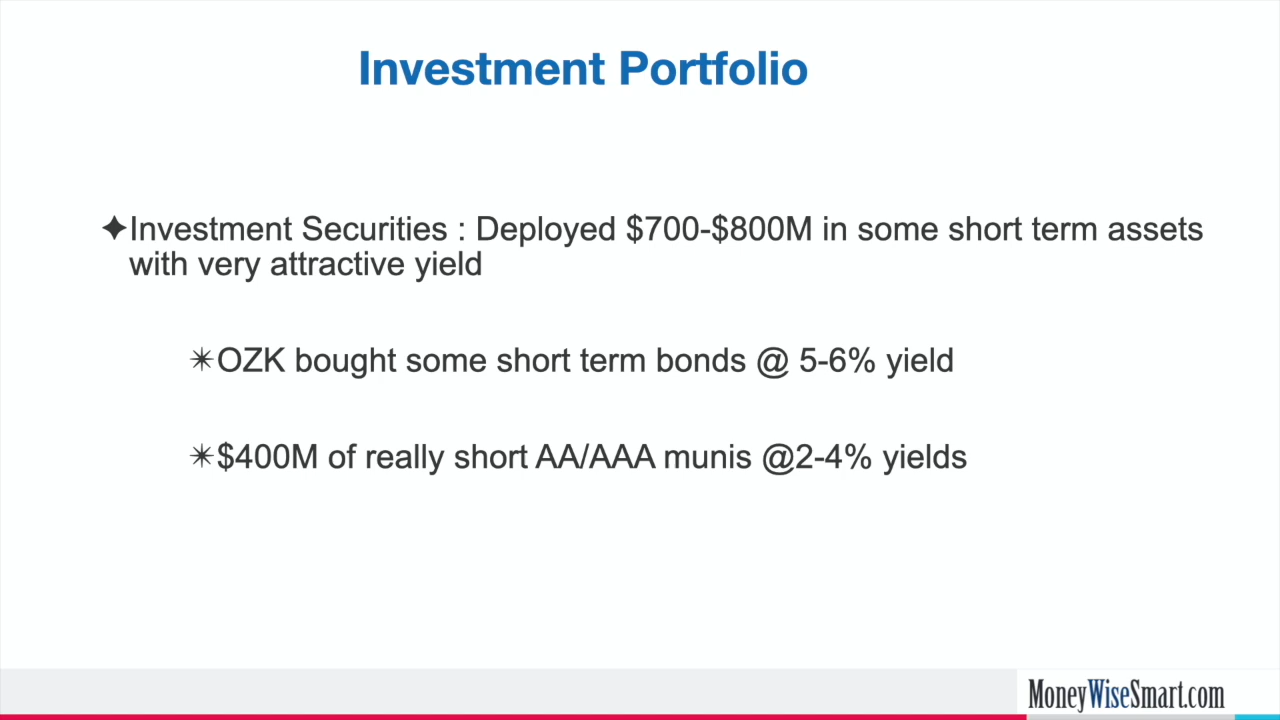 Investment Portfolio
✦Investment Securities : Deployed $700-$800M in some short term assets
with very attractive yield
✴OZK bought some short term bonds @ 5-6% yield
✴$400M of really short AA/AAA munis @2-4% yields
MoneyWiseSmart.com